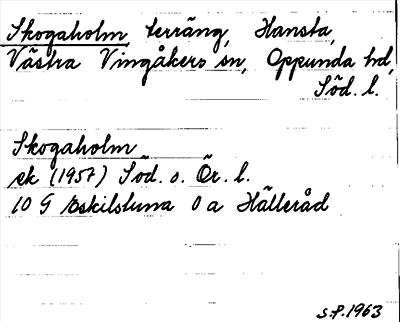 Skogaholm, terräng, Hansta,
Västra Vingåkers sn, Oppunda hd,
Söd. l.
Skogaholm
ek (1957) Söd. o. Ör. l.
10 G Eskilstuna 0 a Hälleråd
S.P. 1963